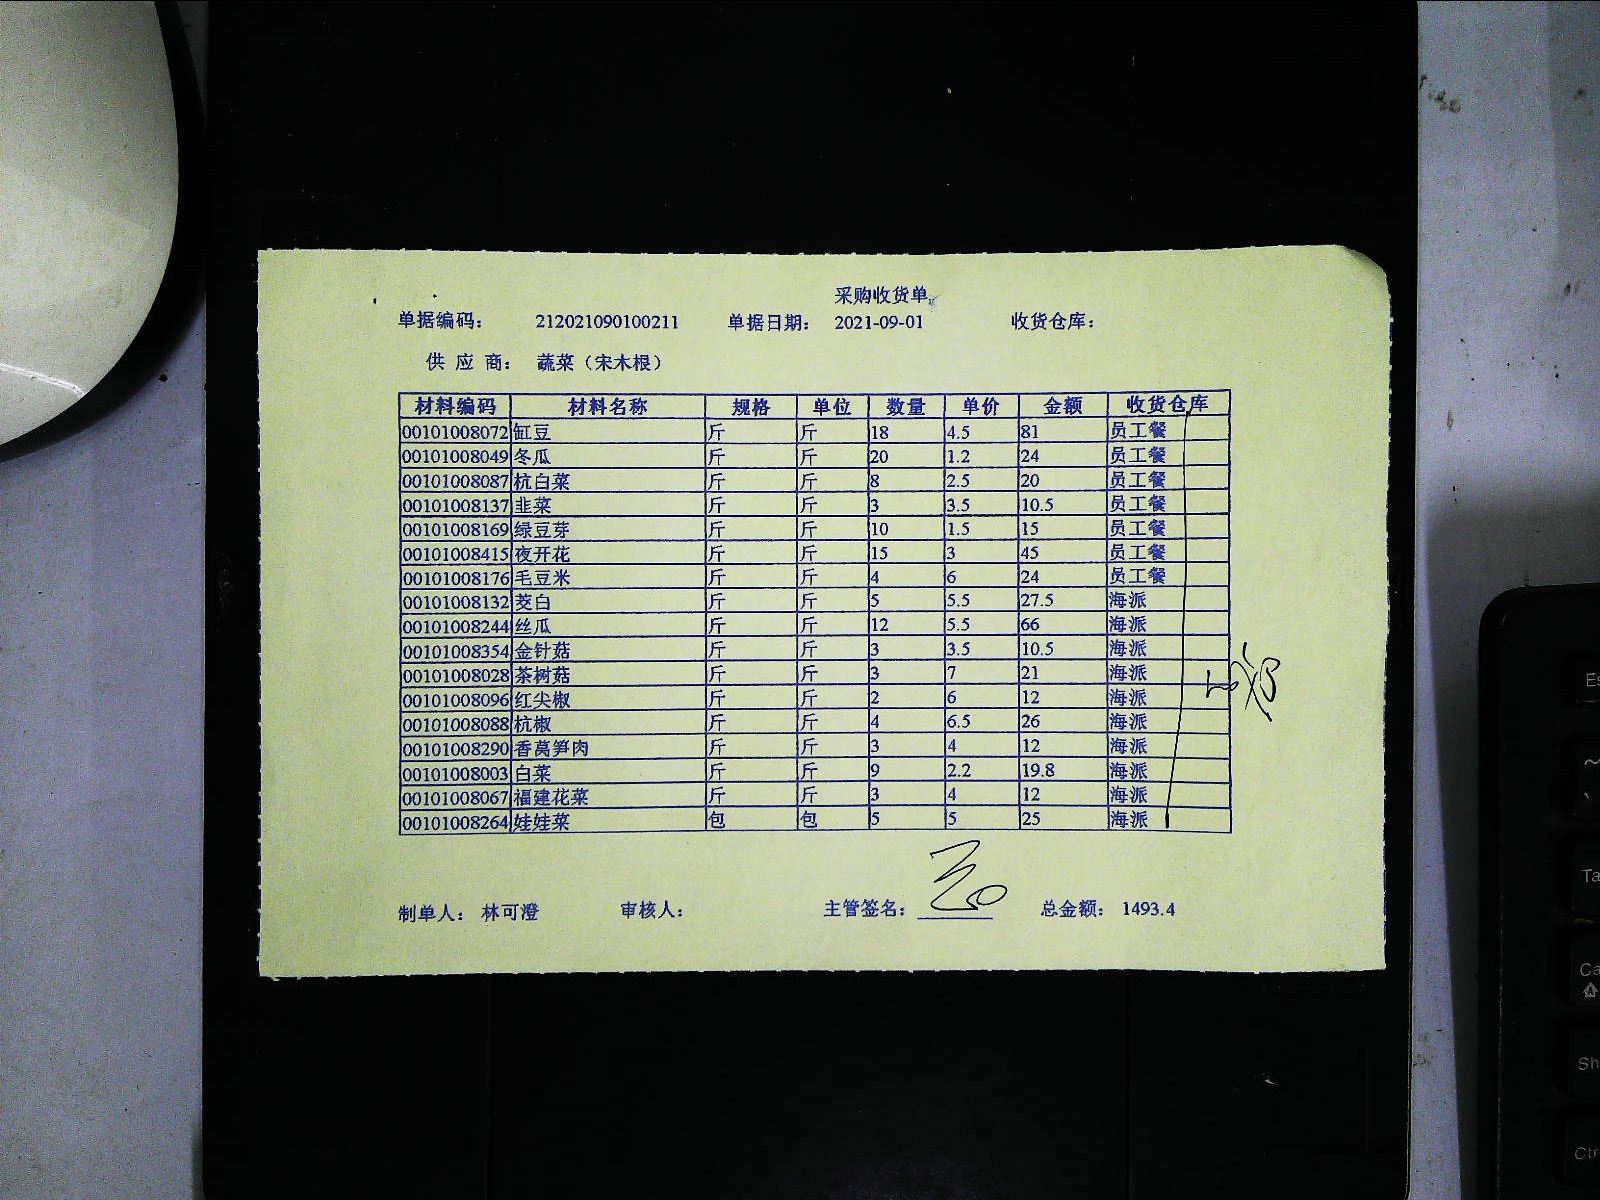 采购收货单
单据编码： 212021090100211 单据日期： 2021-09-01 收货仓库：
供 应 商： 蔬菜（宋木根）
材料编码 材料名称 规格 单位 数量 单价 金额 收货仓库
00101008072 缸豆 斤 斤 18 4.5 81 员工餐
00101008049 冬瓜 斤 斤 20 1.2 24 员工餐
00101008087 杭白菜 斤 斤 8 2.5 20 员工餐
00101008137 韭菜 斤 斤 3 3.5 10.5 员工餐
00101008169 绿豆芽 斤 斤 10 1.5 15 员工餐
00101008415 夜开花 斤 斤 15 3 45 员工餐
00101008176 毛豆米 斤 斤 4 6 24 员工餐
00101008132 茭白 斤 斤 5 5.5 27.5 海派
00101008244 丝瓜 斤 斤 12 5.5 66 海派
00101008354 金针菇 斤 斤 3 3.5 10.5 海派
00101008028 茶树菇 斤 斤 3 7 21 海派
00101008096 红尖椒 斤 斤 2 6 12 海派
00101008088 杭椒 斤 斤 4 6.5 26 海派
00101008290 香莴笋肉 斤 斤 3 4 12 海派
00101008003 白菜 斤 斤 9 2.2 19.8 海派
00101008067 福建花菜 斤 斤 3 4 12 海派
00101008264 娃娃菜 包 包 5 5 25 海派
制单人： 林可澄 审核人： 主管签名： 总金额： 1493.4
Es
~
Ta
Ca
Sh
Ctr